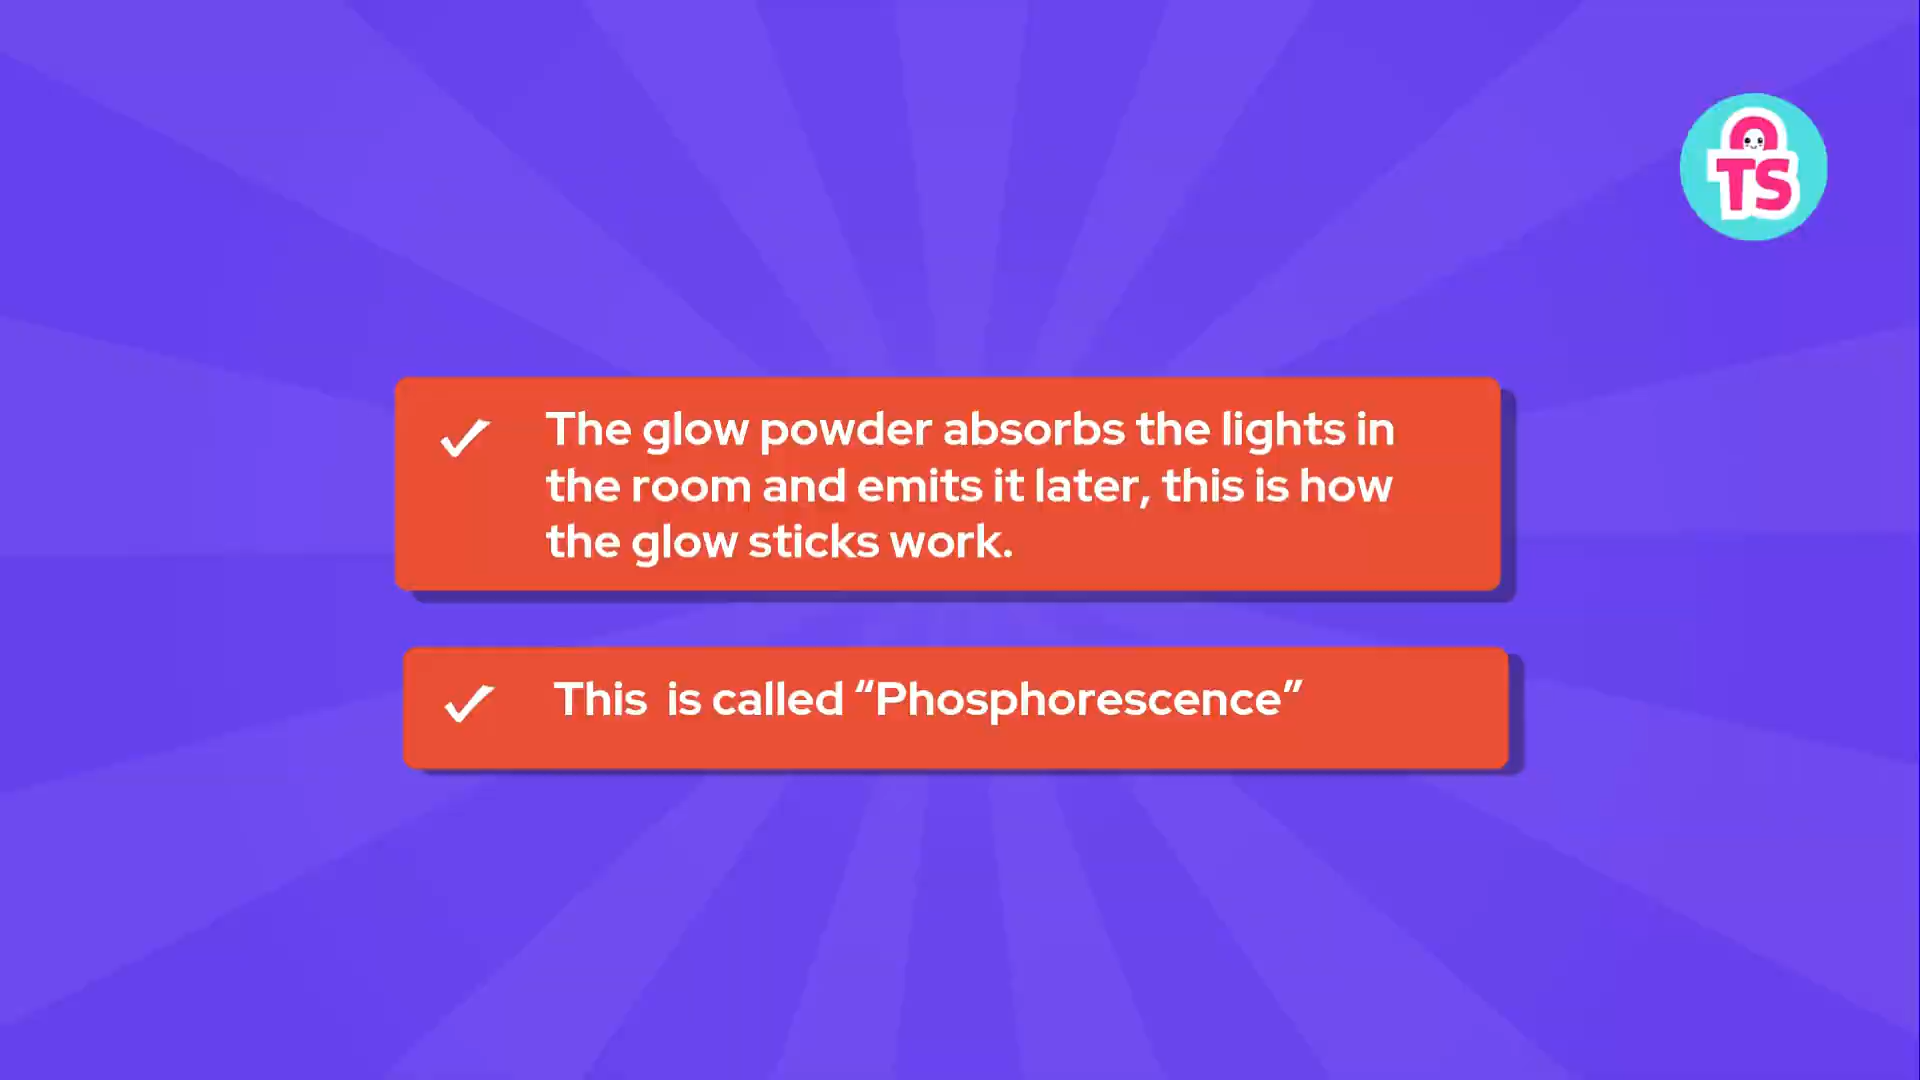 TS
The glow powder absorbs the lights in
the room and emits it later, this is how
the glow sticks work.
This is called “Phosphorescence”